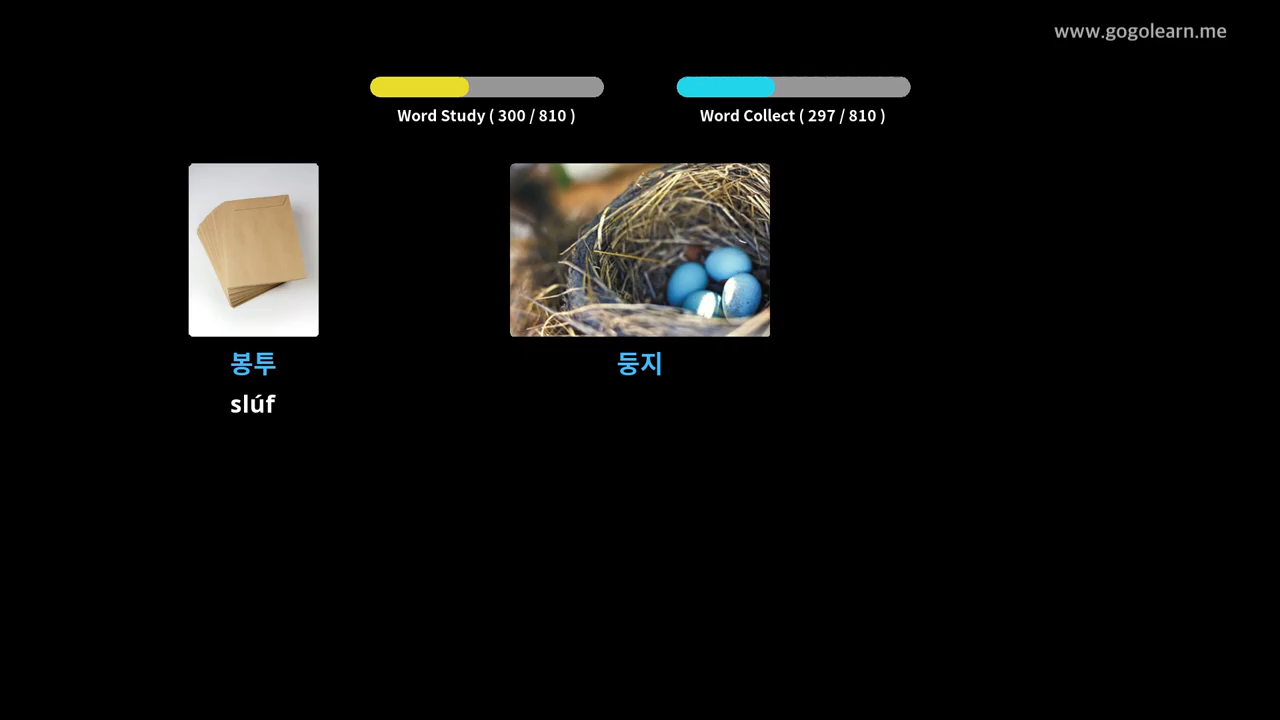 www.gogolearn.me
Word Study ( 300 / 810 )
Word Collect ( 297 / 810 )
봉투
slúf
둥지